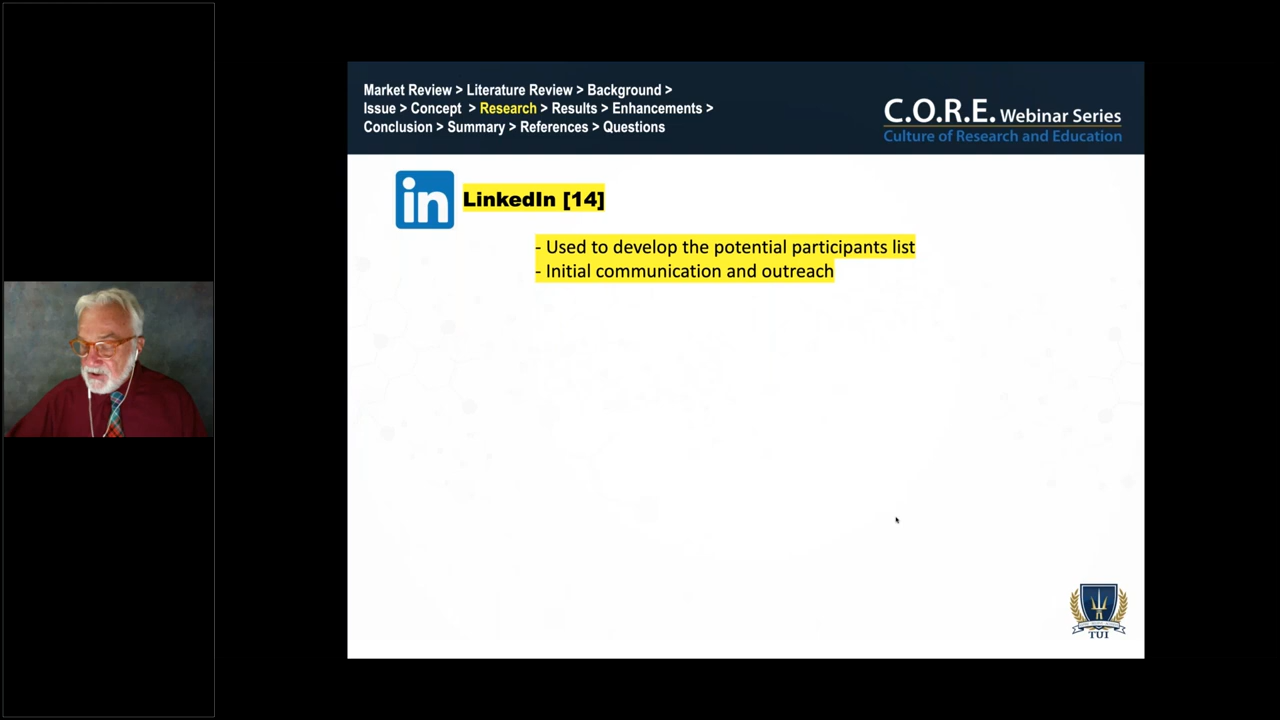 Market Review > Literature Review > Background >
Issue > Concept > Research > Results > Enhancements >
Conclusion > Summary > References > Questions
C.O.R.E. Webinar Series
Culture of Research and Education
in
LinkedIn [14]
- Used to develop the potential participants list
- Initial communication and outreach
TUI